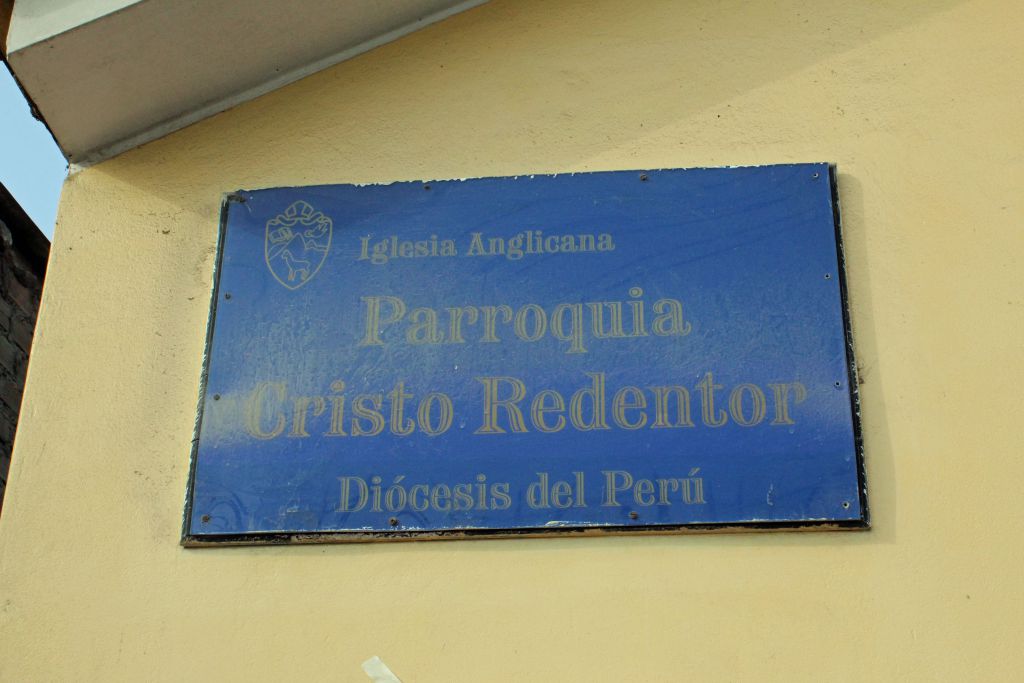 Iglesia Anglicana
Parroquia
Cristo Redentor
Diócesis del Perú